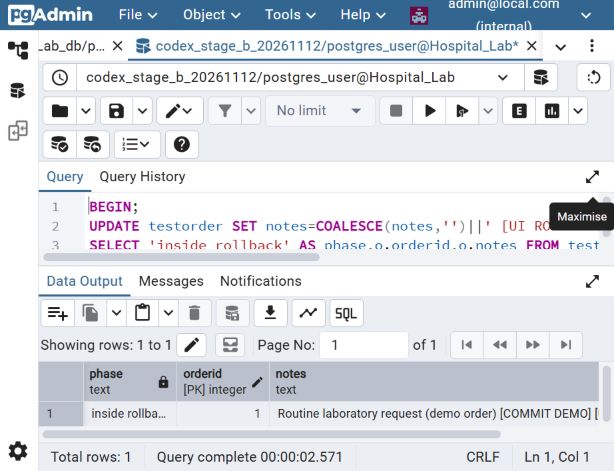 pgAdmin File Object Tools Help admin@local.com
(internal)
_ab_db/p... codex_stage_b_20261112/postgres_user@Hospital_Lab*
codex_stage_b_20261112/postgres_user@Hospital_Lab
No limit
E
Query Query History
Maximise
1 BEGIN;
2 UPDATE testorder SET notes=COALESCE(notes,'')||' [UI RO
3 SELECT 'inside rollback' AS phase,o.orderid,o.notes FROM test
Data Output Messages Notifications
SQL
Showing rows: 1 to 1 Page No: 1 of 1
phase orderid notes
text [PK] integer text
1 inside rollba... 1 Routine laboratory request (demo order) [COMMIT DEMO] [
Total rows: 1 Query complete 00:00:02.571 CRLF Ln 1, Col 1